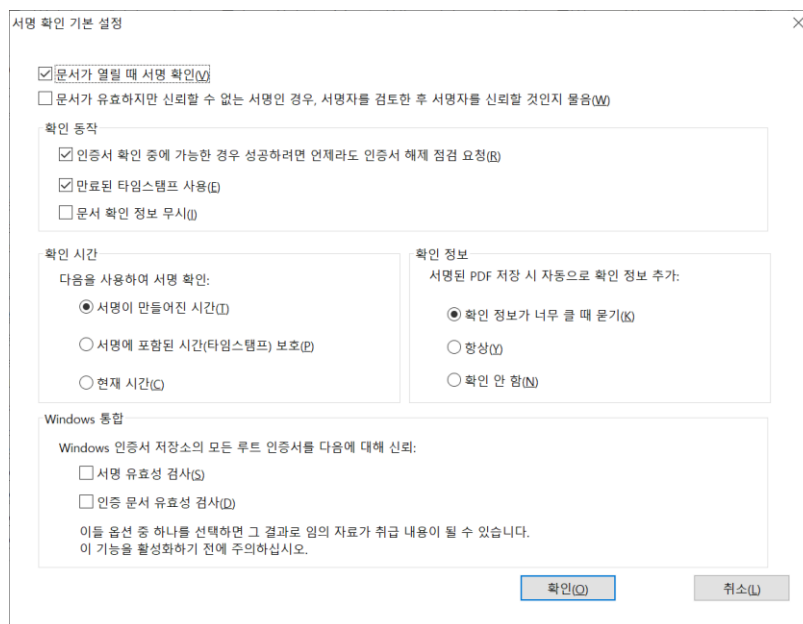 서명 확인 기본 설정
문서가 열릴 때 서명 확인(V)
문서가 유효하지만 신뢰할 수 없는 서명인 경우, 서명자를 검토한 후 서명자를 신뢰할 것인지 물음(W)
확인 동작
인증서 확인 중에 가능한 경우 성공하려면 언제라도 인증서 해제 점검 요청(R)
만료된 타임스탬프 사용(E)
문서 확인 정보 무시(I)
확인 시간
다음을 사용하여 서명 확인:
서명이 만들어진 시간(T)
서명에 포함된 시간(타임스탬프) 보호(P)
현재 시간(C)
확인 정보
서명된 PDF 저장 시 자동으로 확인 정보 추가:
확인 정보가 너무 클 때 묻기(K)
항상(Y)
확인 안 함(N)
Windows 통합
Windows 인증서 저장소의 모든 루트 인증서를 다음에 대해 신뢰:
서명 유효성 검사(S)
인증 문서 유효성 검사(D)
이들 옵션 중 하나를 선택하면 그 결과로 임의 자료가 취급 내용이 될 수 있습니다.
이 기능을 활성화하기 전에 주의하십시오.
확인(O)
취소(L)